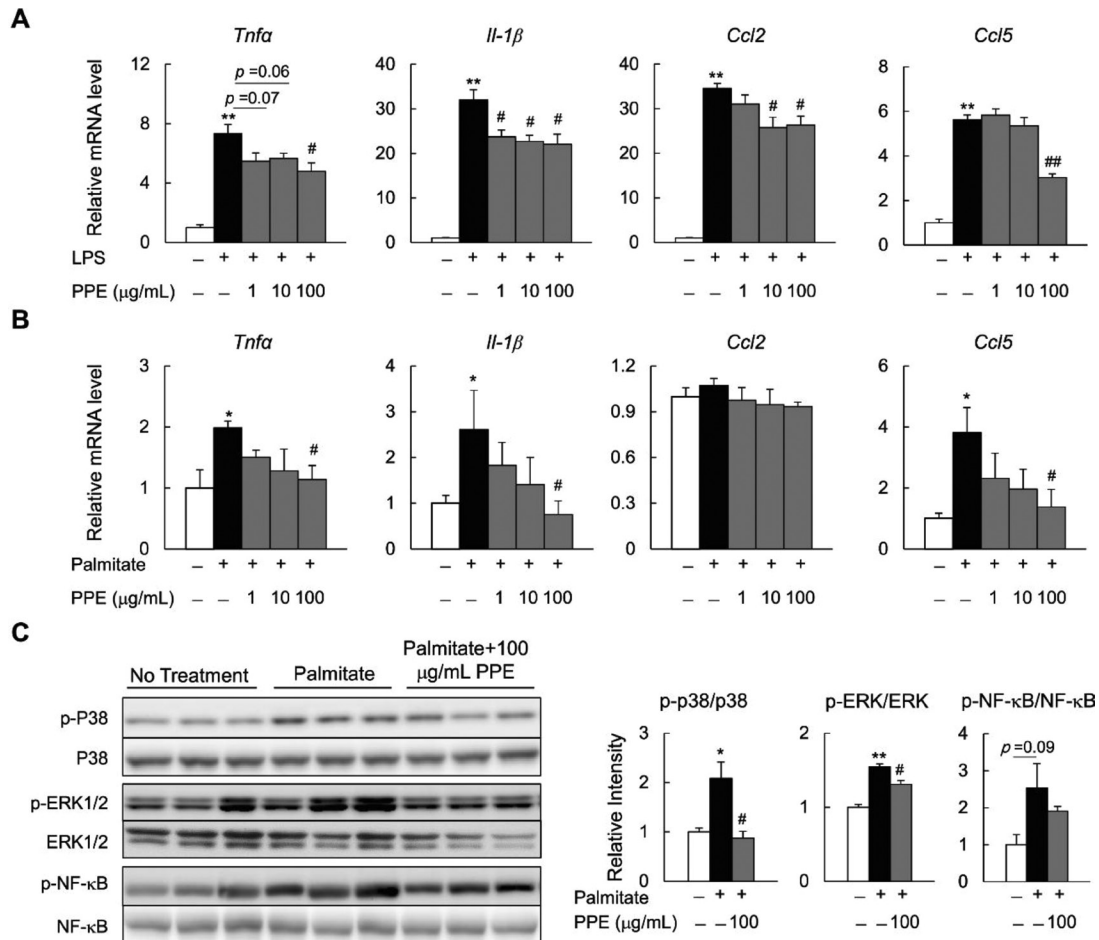 A
Tnfα Il-1β Ccl2 Ccl5
Relative mRNA level
12
8
4
0
p =0.06
p =0.07
**
#
40
30
20
10
0
**
# # #
40
30
20
10
0
**
# #
8
6
4
2
0
**
##
LPS – + + + + – + + + + – + + + + – + + + +
PPE (μg/mL) – – 1 10 100 – – 1 10 100 – – 1 10 100 – – 1 10 100
B
Tnfα Il-1β Ccl2 Ccl5
Relative mRNA level
3
2
1
0
*
#
4
3
2
1
0
*
#
1.2
0.9
0.6
0.3
0
6
4
2
0
*
#
Palmitate – + + + + – + + + + – + + + + – + + + +
PPE (μg/mL) – – 1 10 100 – – 1 10 100 – – 1 10 100 – – 1 10 100
C
No Treatment Palmitate Palmitate+100
μg/mL PPE
p-P38
P38
p-ERK1/2
ERK1/2
p-NF-κB
NF-κB
p-p38/p38 p-ERK/ERK p-NF-κB/NF-κB
Relative Intensity
3
2
1
0
*
#
2
1
0
**
#
4
3
2
1
0
p =0.09
Palmitate – + + – + + – + +
PPE (μg/mL) – – 100 – – 100 – – 100